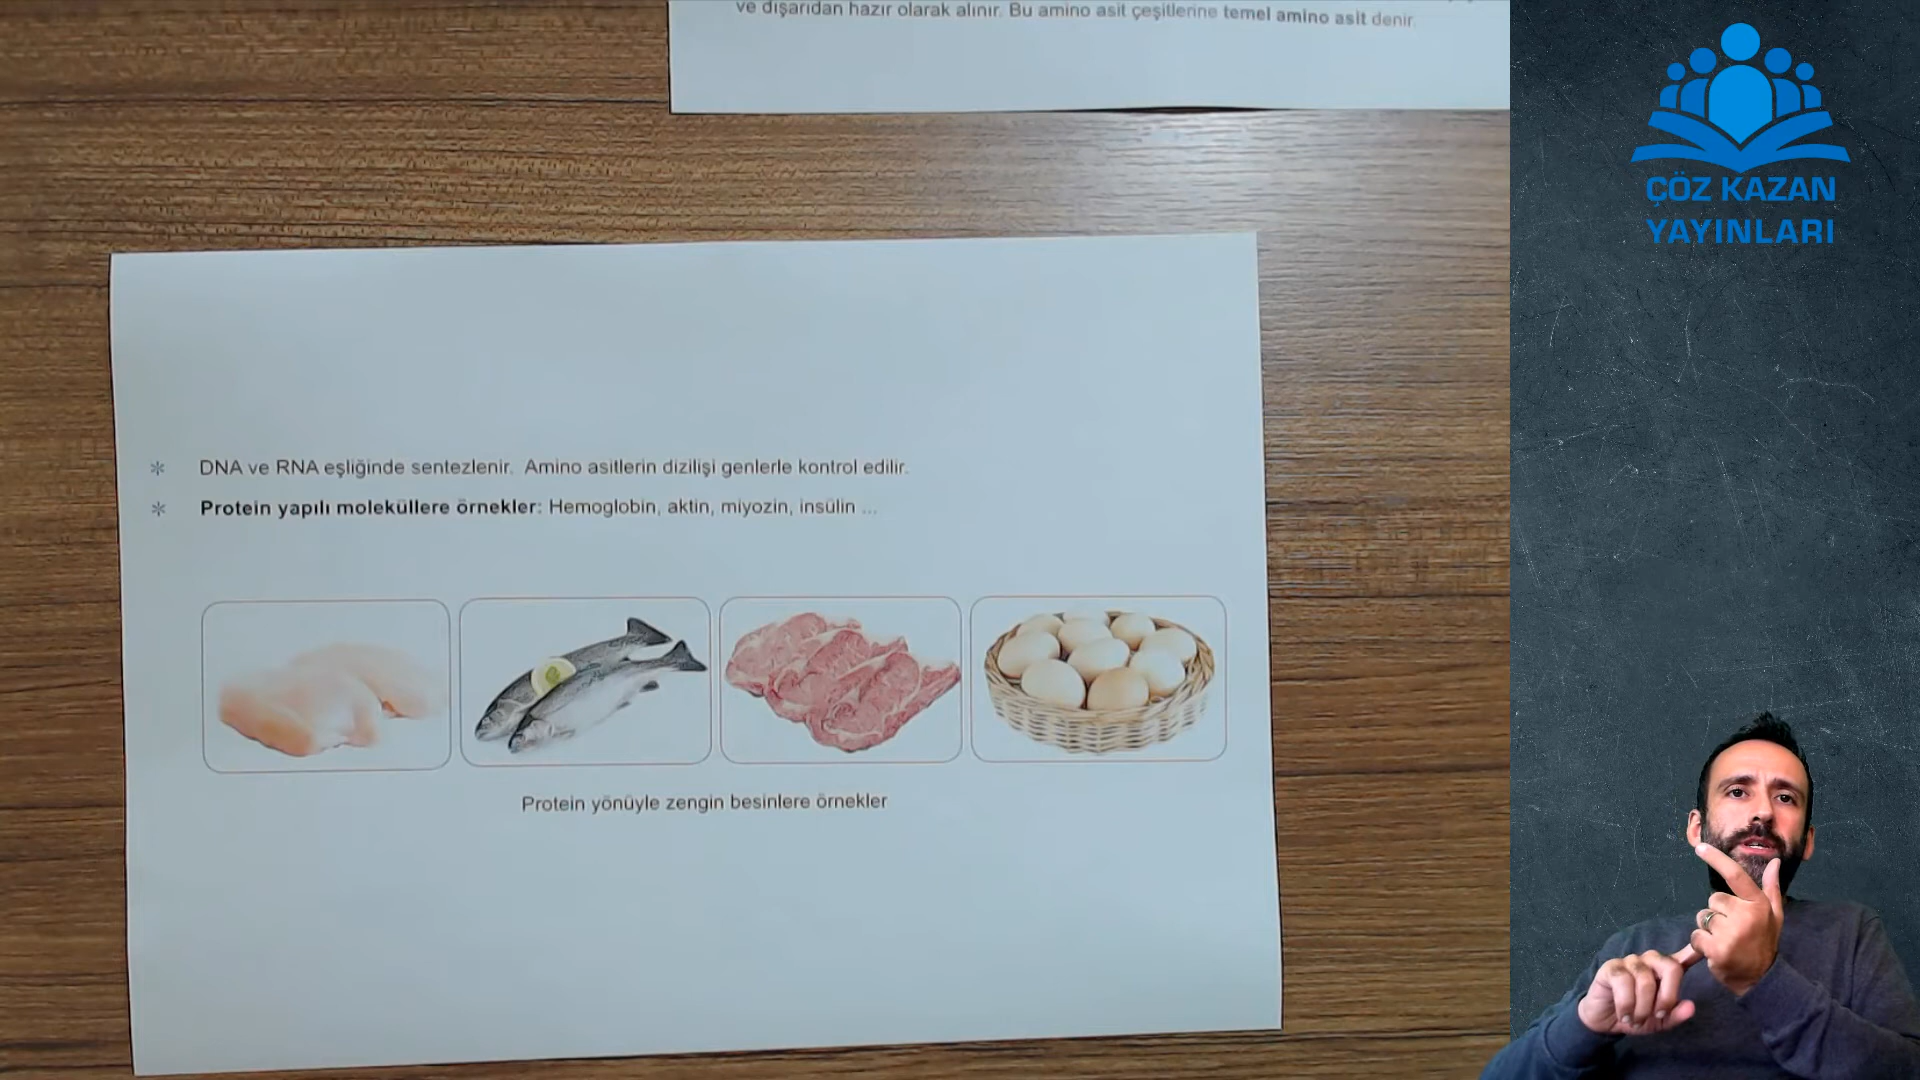 ve dışarıdan hazır olarak alınır. Bu amino asit çeşitlerine temel amino asit denir.
ÇÖZ KAZAN
YAYINLARI
* DNA ve RNA eşliğinde sentezlenir. Amino asitlerin dizilişi genlerle kontrol edilir.
* Protein yapılı moleküllere örnekler: Hemoglobin, aktin, miyozin, insülin ...
Protein yönüyle zengin besinlere örnekler